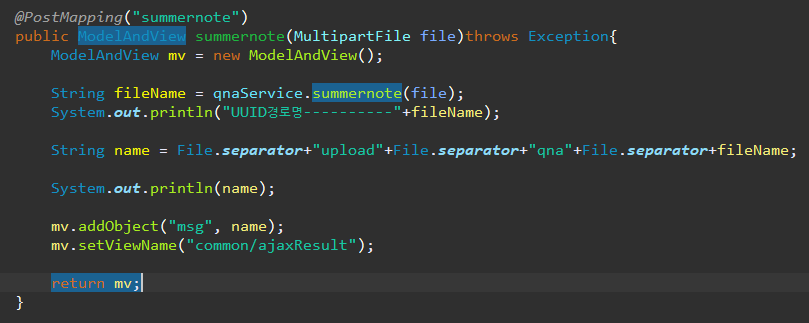 @PostMapping("summernote")
public ModelAndView summernote(MultipartFile file)throws Exception{
ModelAndView mv = new ModelAndView();
String fileName = qnaService.summernote(file);
System.out.println("UUID경로명----------"+fileName);
String name = File.separator+"upload"+File.separator+"qna"+File.separator+fileName;
System.out.println(name);
mv.addObject("msg", name);
mv.setViewName("common/ajaxResult");
return mv;
}